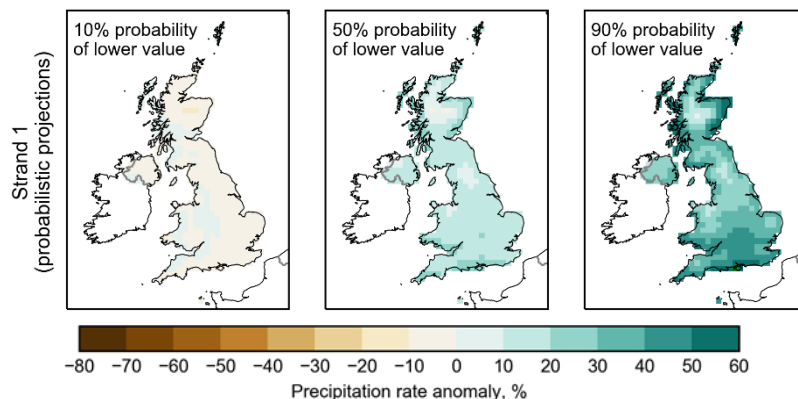 10% probability
of lower value
50% probability
of lower value
90% probability
of lower value
Strand 1
(probabilistic projections)
−80 −70 −60 −50 −40 −30 −20 −10 0 10 20 30 40 50 60
Precipitation rate anomaly, %